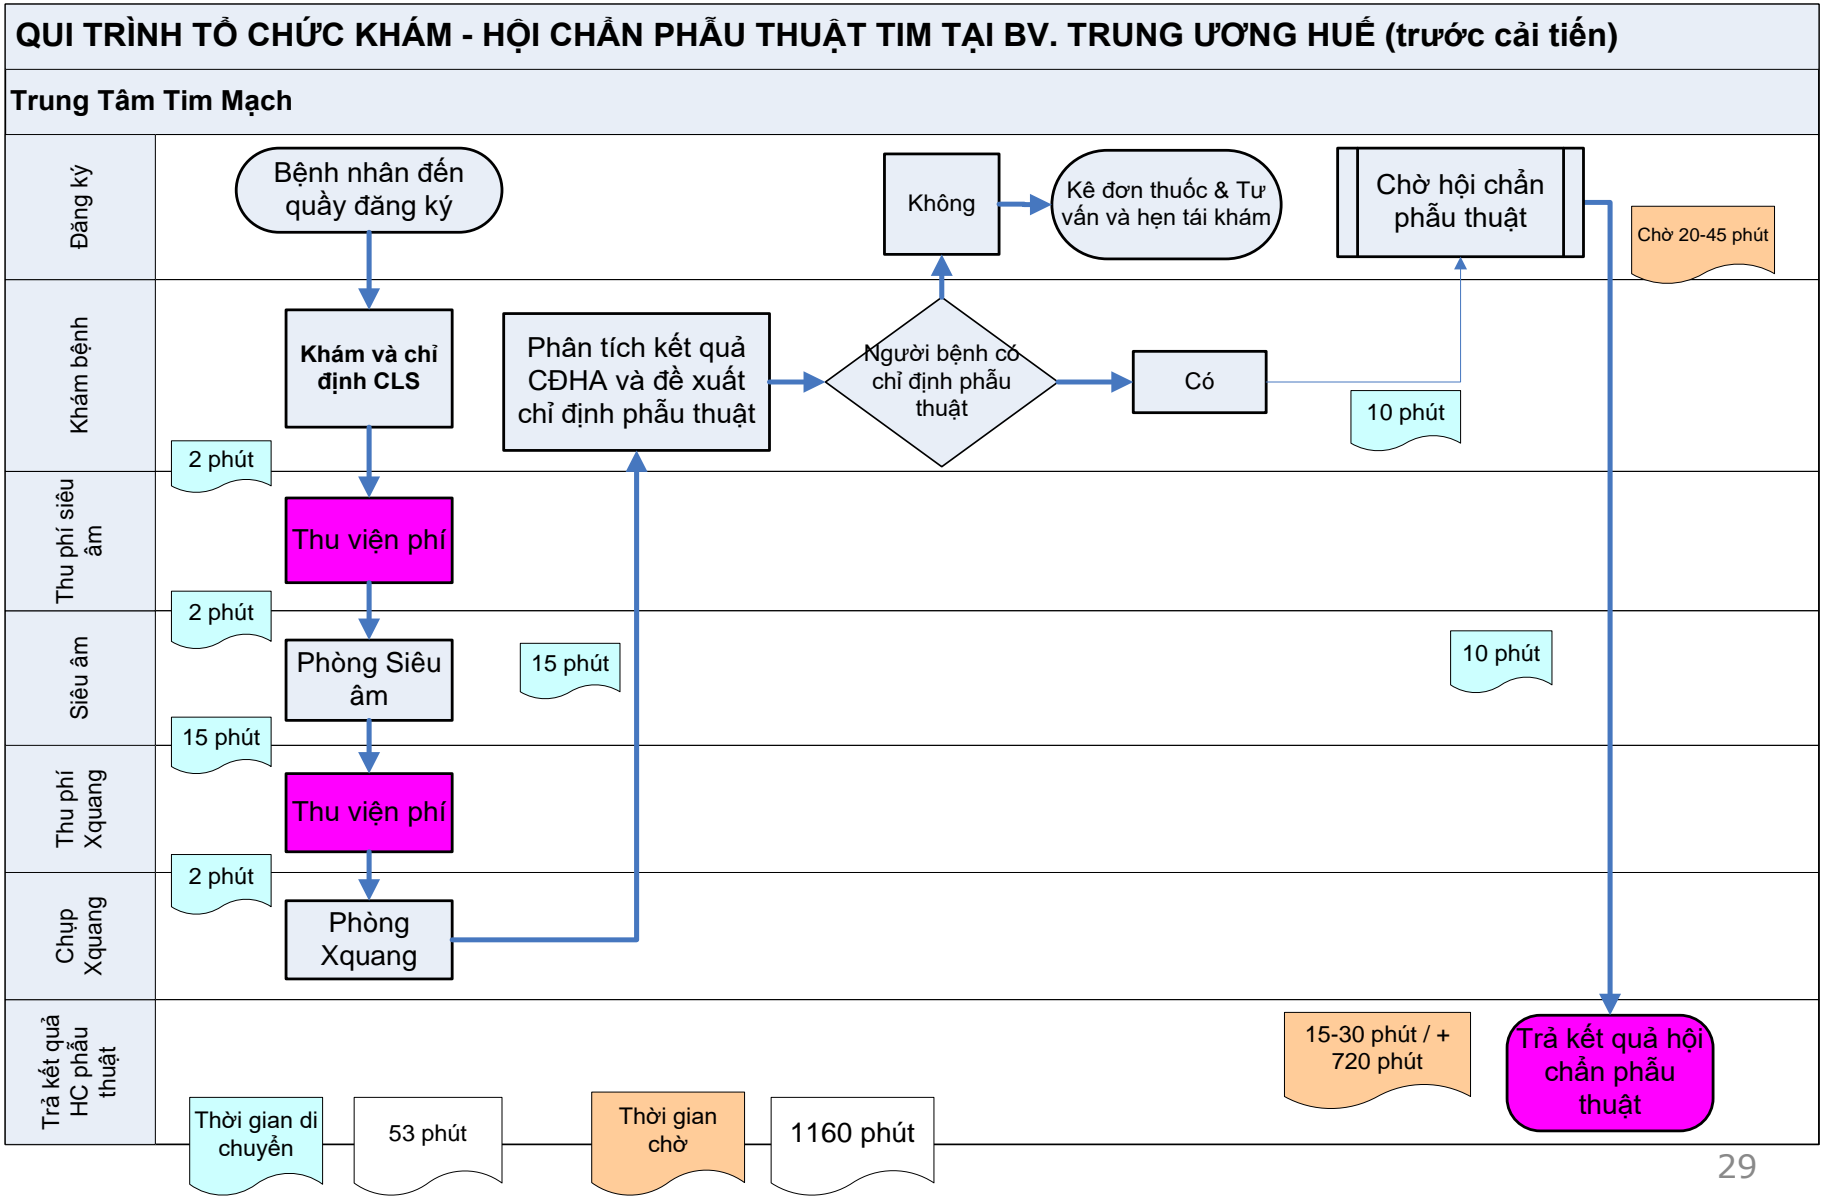 QUI TRÌNH TỔ CHỨC KHÁM - HỘI CHẨN PHẪU THUẬT TIM TẠI BV. TRUNG ƯƠNG HUẾ (trước cải tiến)
Trung Tâm Tim Mạch
Đăng ký
Bệnh nhân đến
quầy đăng ký
Không
Kê đơn thuốc & Tư
vấn và hẹn tái khám
Chờ hội chẩn
phẫu thuật
Chờ 20-45 phút
Khám bệnh
Khám và chỉ
định CLS
Phân tích kết quả
CĐHA và đề xuất
chỉ định phẫu thuật
Người bệnh có
chỉ định phẫu
thuật
Có
10 phút
2 phút
Thu phí siêu
âm
Thu viện phí
2 phút
Siêu âm
Phòng Siêu
âm
15 phút
10 phút
15 phút
Thu phí
Xquang
Thu viện phí
2 phút
Chụp
Xquang
Phòng
Xquang
Trả kết quả
HC phẫu
thuật
15-30 phút / +
720 phút
Trả kết quả hội
chẩn phẫu
thuật
Thời gian di
chuyển
53 phút
Thời gian
chờ
1160 phút
29